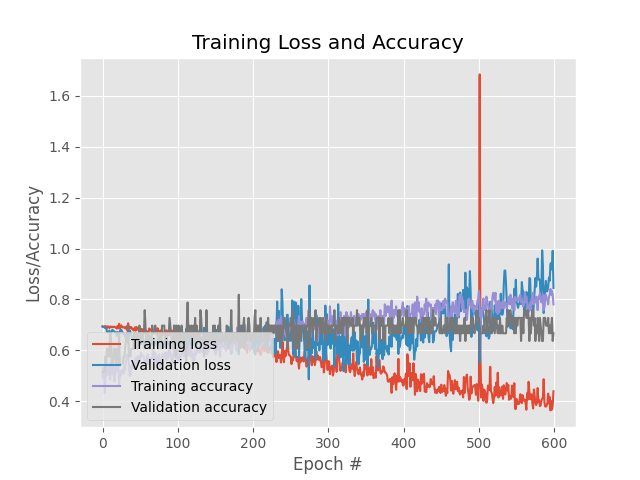 Training Loss and Accuracy
Loss/Accuracy
1.6
1.4
1.2
1.0
0.8
0.6
0.4
Training loss
Validation loss
Training accuracy
Validation accuracy
0 100 200 300 400 500 600
Epoch #